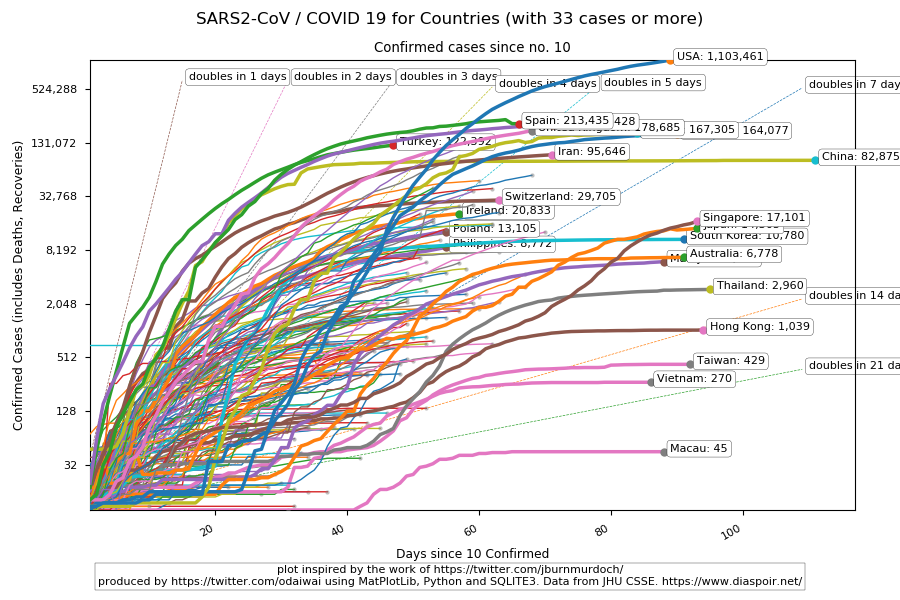 SARS2-CoV / COVID 19 for Countries (with 33 cases or more)
Confirmed cases since no. 10
USA: 1,103,461
doubles in 1 days
doubles in 2 days
doubles in 3 days
doubles in 4 days
doubles in 5 days
doubles in 7 day
524,288
Spain: 213,435
428
178,685
167,305
164,077
131,072
Turkey: 122,392
Iran: 95,646
China: 82,875
32,768
Switzerland: 29,705
Ireland: 20,833
Singapore: 17,101
Poland: 13,105
South Korea: 10,780
8,192
Philippines: 8,772
Australia: 6,778
Thailand: 2,960
2,048
doubles in 14 da
Hong Kong: 1,039
512
Taiwan: 429
doubles in 21 da
Vietnam: 270
128
Macau: 45
32
Confirmed Cases (includes Deaths, Recoveries)
20
40
60
80
100
Days since 10 Confirmed
plot inspired by the work of https://twitter.com/jburnmurdoch/
produced by https://twitter.com/odaiwai using MatPlotLib, Python and SQLITE3. Data from JHU CSSE. https://www.diaspoir.net/